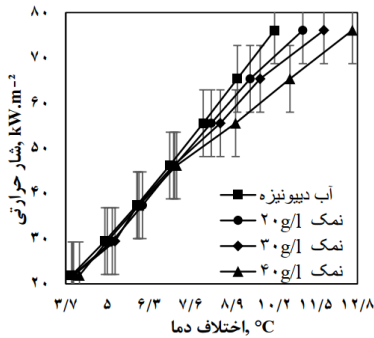 ۸۰
۷۰
۶۰
۵۰
۴۰
۳۰
۲۰
شار حرارتی, kW.m-²
آب دیونیزه
نمک ۲۰g/l
نمک ۳۰g/l
نمک ۴۰g/l
۳/۷ ۵ ۶/۳ ۷/۶ ۸/۹ ۱۰/۲ ۱۱/۵ ۱۲/۸
اختلاف دما, °C